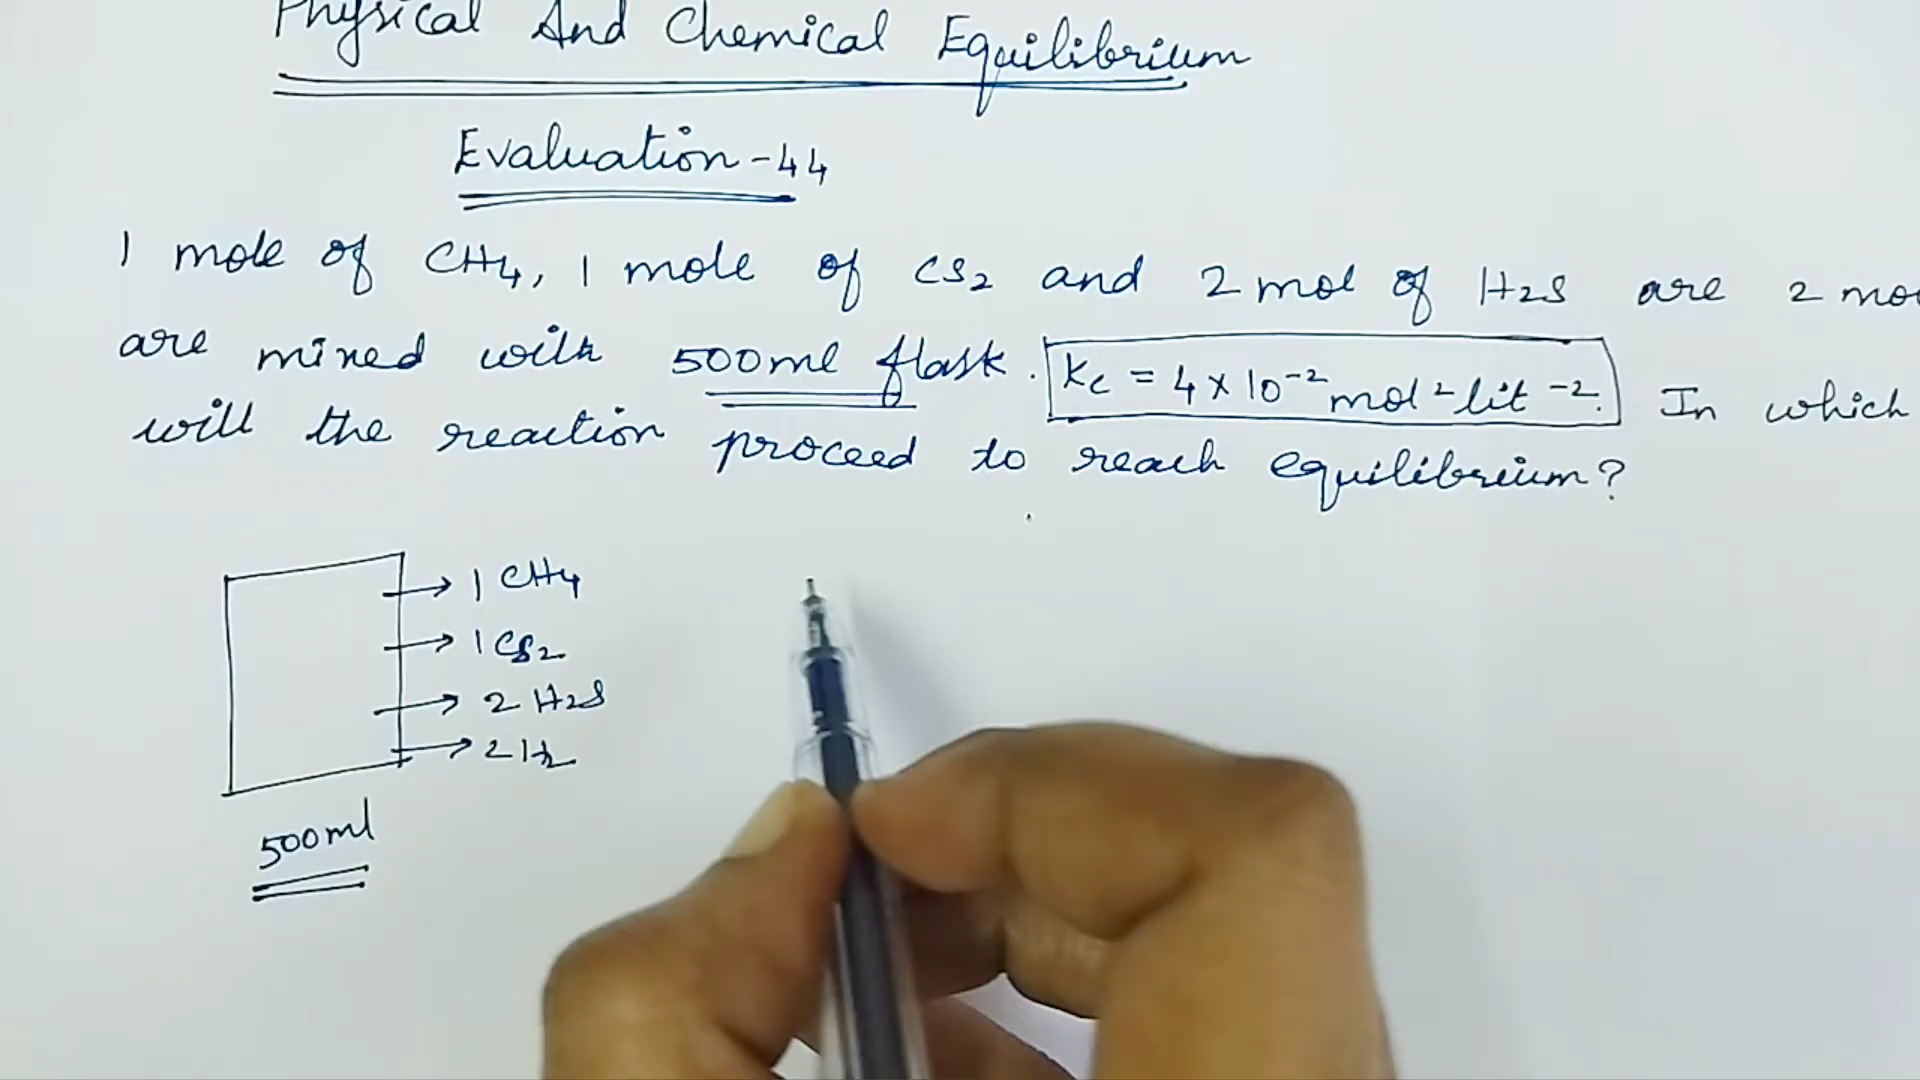 Physical And Chemical Equilibrium
Evaluation-44
1 mole of CH4, 1 mole of CS2 and 2 mol of H2S are 2 mo
are mixed with 500ml flask. Kc = 4 x 10⁻² mol² lit⁻². In which
will the reaction proceed to reach equilibrium?
→ 1 CH4
→ 1 CS2
→ 2 H2S
→ 2 H2
500ml